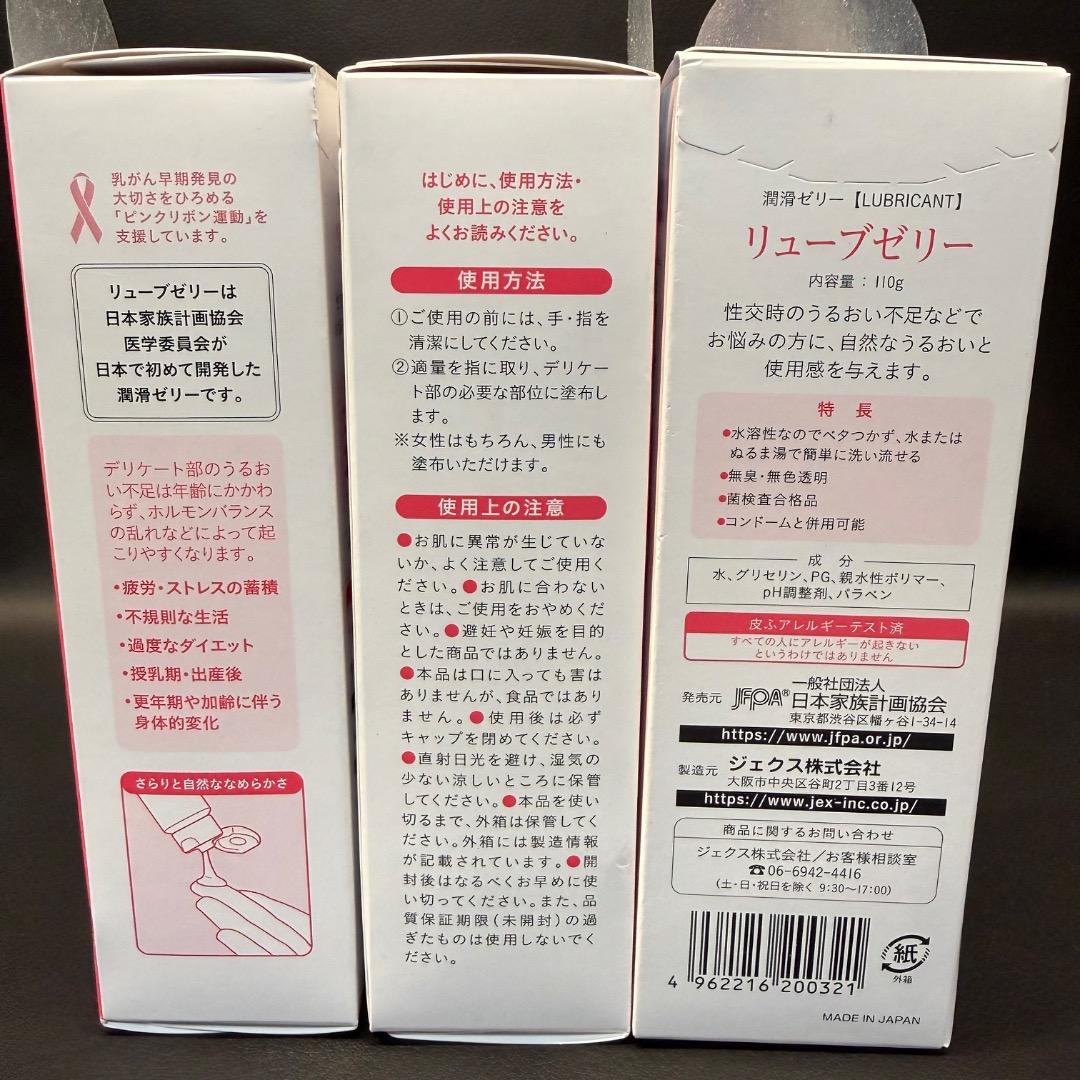 乳がん早期発見の
大切さをひろめる
「ピンクリボン運動」を
支援しています。
リューブゼリーは
日本家族計画協会
医学委員会が
日本で初めて開発した
潤滑ゼリーです。
デリケート部のうるお
い不足は年齢にかかわ
らず、ホルモンバランス
の乱れなどによって起
こりやすくなります。
・疲労・ストレスの蓄積
・不規則な生活
・過度なダイエット
・授乳期・出産後
・更年期や加齢に伴う
身体的変化
さらりと自然ななめらかさ
はじめに、使用方法・
使用上の注意を
よくお読みください。
使用方法
①ご使用の前には、手・指を
清潔にしてください。
②適量を指に取り、デリケー
ト部の必要な部位に塗布し
ます。
※女性はもちろん、男性にも
塗布いただけます。
使用上の注意
●お肌に異常が生じていな
いか、よく注意してご使用く
ださい。●お肌に合わない
ときは、ご使用をおやめくだ
さい。●避妊や妊娠を目的
とした商品ではありません。
●本品は口に入っても害は
ありませんが、食品ではあり
ません。●使用後は必ず
キャップを閉めてください。
●直射日光を避け、湿気の
少ない涼しいところに保管
してください。●本品を使い
切るまで、外箱は保管してく
ださい。外箱には製造情報
が記載されています。●開
封後はなるべくお早めに使
い切ってください。また、品
質保証期限（未開封）の過
ぎたものは使用しないでく
ださい。
潤滑ゼリー【LUBRICANT】
リューブゼリー
内容量：110g
性交時のうるおい不足などで
お悩みの方に、自然なうるおいと
使用感を与えます。
特 長
●水溶性なのでベタつかず、水または
ぬるま湯で簡単に洗い流せる
●無臭・無色透明
●菌検査合格品
●コンドームと併用可能
成 分
水、グリセリン、PG、親水性ポリマー、
pH調整剤、パラベン
皮ふアレルギーテスト済
すべての人にアレルギーが起きない
というわけではありません
発売元 JFPA® 一般社団法人
日本家族計画協会
東京都渋谷区幡ヶ谷1-34-14
https://www.jfpa.or.jp/
製造元 ジェクス株式会社
大阪市中央区谷町2丁目3番12号
https://www.jex-inc.co.jp/
商品に関するお問い合わせ
ジェクス株式会社／お客様相談室
☎06-6942-4416
（土・日・祝日を除く 9:30〜17:00）
4 962216 200321
紙
外箱
MADE IN JAPAN